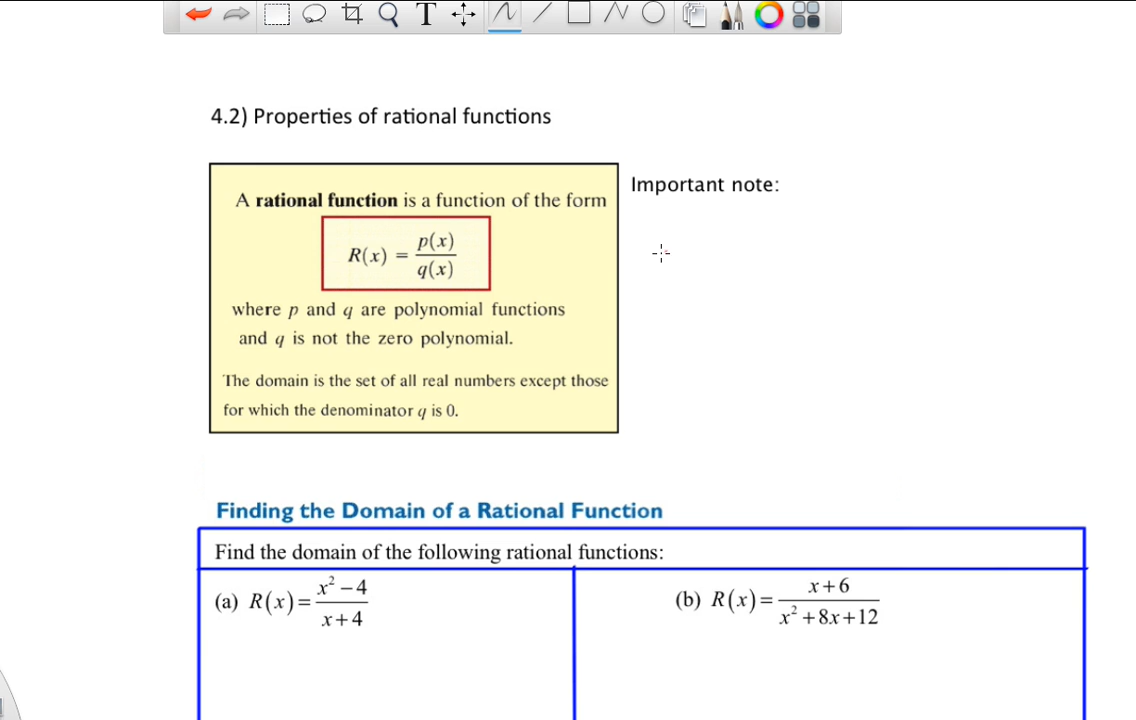 T
4.2) Properties of rational functions
A rational function is a function of the form
R(x) = p(x)/q(x)
where p and q are polynomial functions
and q is not the zero polynomial.
The domain is the set of all real numbers except those
for which the denominator q is 0.
Important note:
Finding the Domain of a Rational Function
Find the domain of the following rational functions:
(a) R(x) = (x² − 4)/(x + 4)
(b) R(x) = (x + 6)/(x² + 8x + 12)